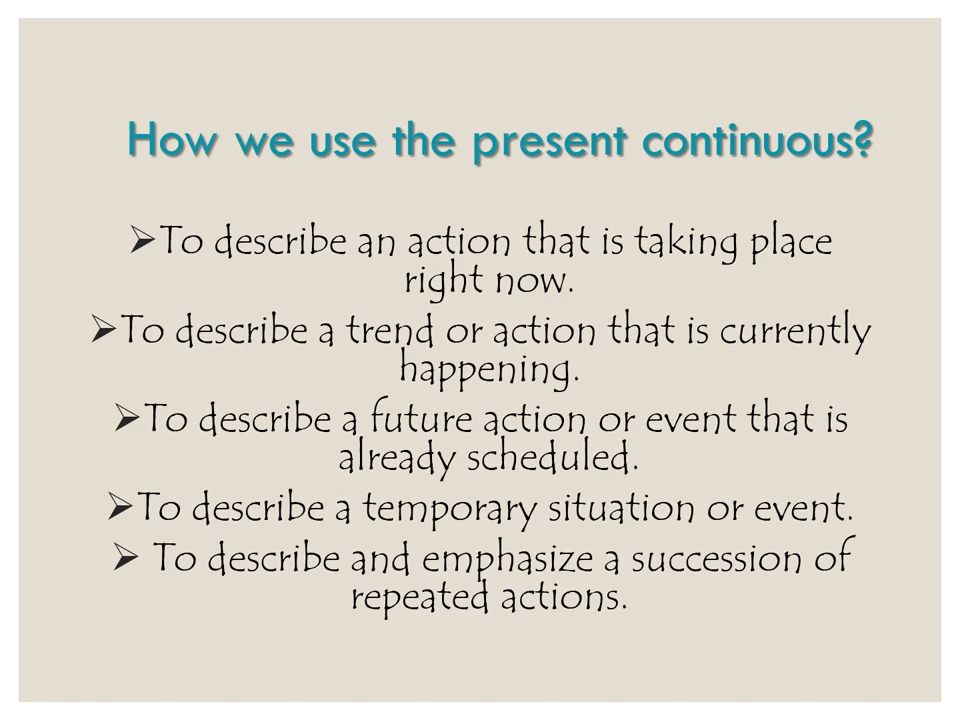 How we use the present continuous?
➢To describe an action that is taking place
right now.
➢To describe a trend or action that is currently
happening.
➢To describe a future action or event that is
already scheduled.
➢To describe a temporary situation or event.
➢ To describe and emphasize a succession of
repeated actions.